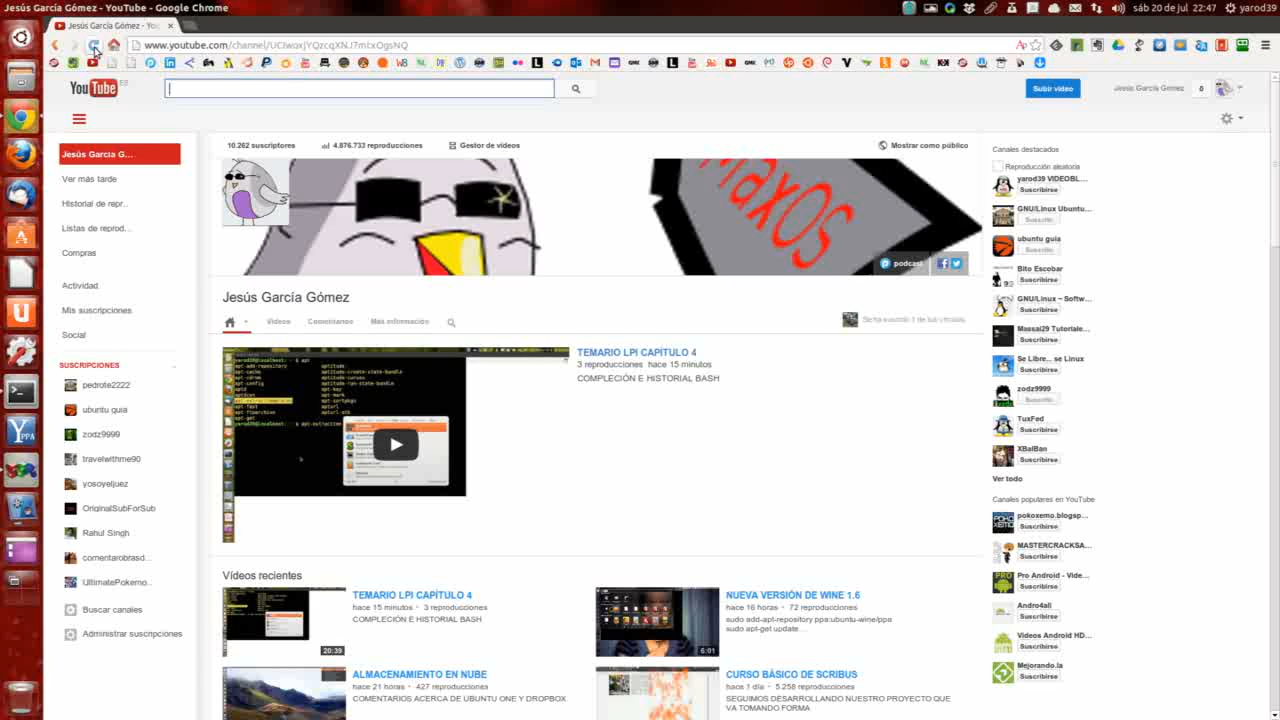 Jesús García Gómez - YouTube - Google Chrome
sáb 20 de jul 22:47 yarod39
Jesús García Gómez - You
www.youtube.com/channel/
YouTube ES
Subir vídeo
Jesús García Gómez 0
10.262 suscriptores 4.876.733 reproducciones Gestor de vídeos Mostrar como público
Jesús García G...
Ver más tarde
Historial de repr...
Listas de reprod...
Compras
Actividad
Mis suscripciones
Social
SUSCRIPCIONES
pedrote2222
ubuntu guia
zodz9999
travelwithme90
yosoyeljuez
OriginalSubForSub
Rahul Singh
comentarobrasd...
UltimatePokemo...
Buscar canales
Administrar suscripciones
podcast
Jesús García Gómez
Vídeos Comentarios Más información
TEMARIO LPI CAPÍTULO 4
3 reproducciones hace 15 minutos
COMPLECIÓN E HISTORIAL BASH
Vídeos recientes
TEMARIO LPI CAPÍTULO 4
hace 15 minutos · 3 reproducciones
COMPLECIÓN E HISTORIAL BASH
20:39
NUEVA VERSIÓN DE WINE 1.6
hace 16 horas · 72 reproducciones
sudo add-apt-repository ppa:ubuntu-wine/ppa
sudo apt-get update...
6:01
ALMACENAMIENTO EN NUBE
hace 21 horas · 427 reproducciones
COMENTARIOS ACERCA DE UBUNTU ONE Y DROPBOX
CURSO BÁSICO DE SCRIBUS
hace 1 día · 5.258 reproducciones
SEGUIMOS DESARROLLANDO NUESTRO PROYECTO QUE
VA TOMANDO FORMA
Canales destacados
Reproducción aleatoria
yarod39 VIDEOBL...
Suscribirse
GNU/Linux Ubuntu...
Suscrito
ubuntu guia
Suscrito
Bito Escobar
Suscribirse
GNU/Linux – Softw...
Suscribirse
Massai29 Tutoriale...
Suscribirse
Se Libre... se Linux
Suscribirse
zodz9999
Suscrito
TuxFed
Suscribirse
XBalBan
Suscribirse
Ver todo
Canales populares en YouTube
pokoxemo.blogsp...
Suscribirse
MASTERCRACKSA...
Suscribirse
Pro Android - Vide...
Suscribirse
Andro4all
Suscribirse
Videos Android HD...
Suscribirse
Mejorando.la
Suscribirse